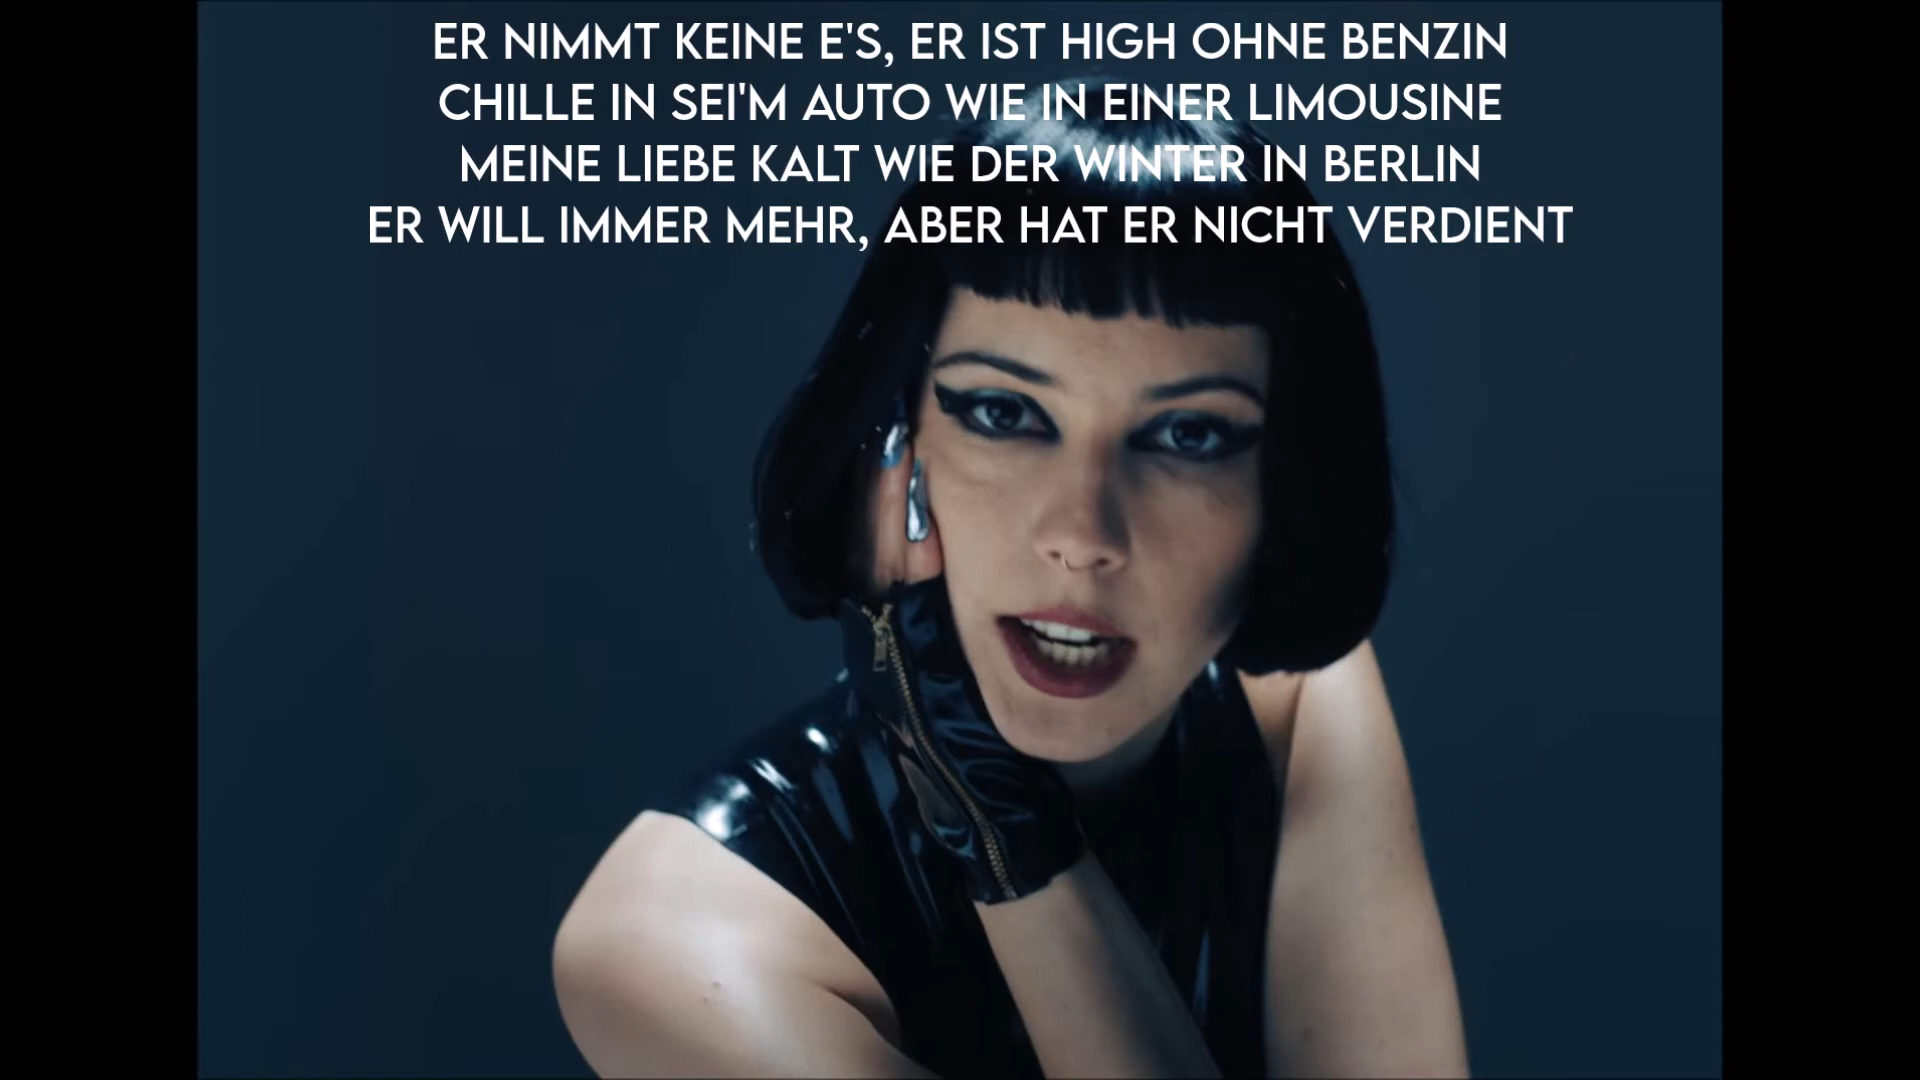 ER NIMMT KEINE E'S, ER IST HIGH OHNE BENZIN
CHILLE IN SEI'M AUTO WIE IN EINER LIMOUSINE
MEINE LIEBE KALT WIE DER WINTER IN BERLIN
ER WILL IMMER MEHR, ABER HAT ER NICHT VERDIENT